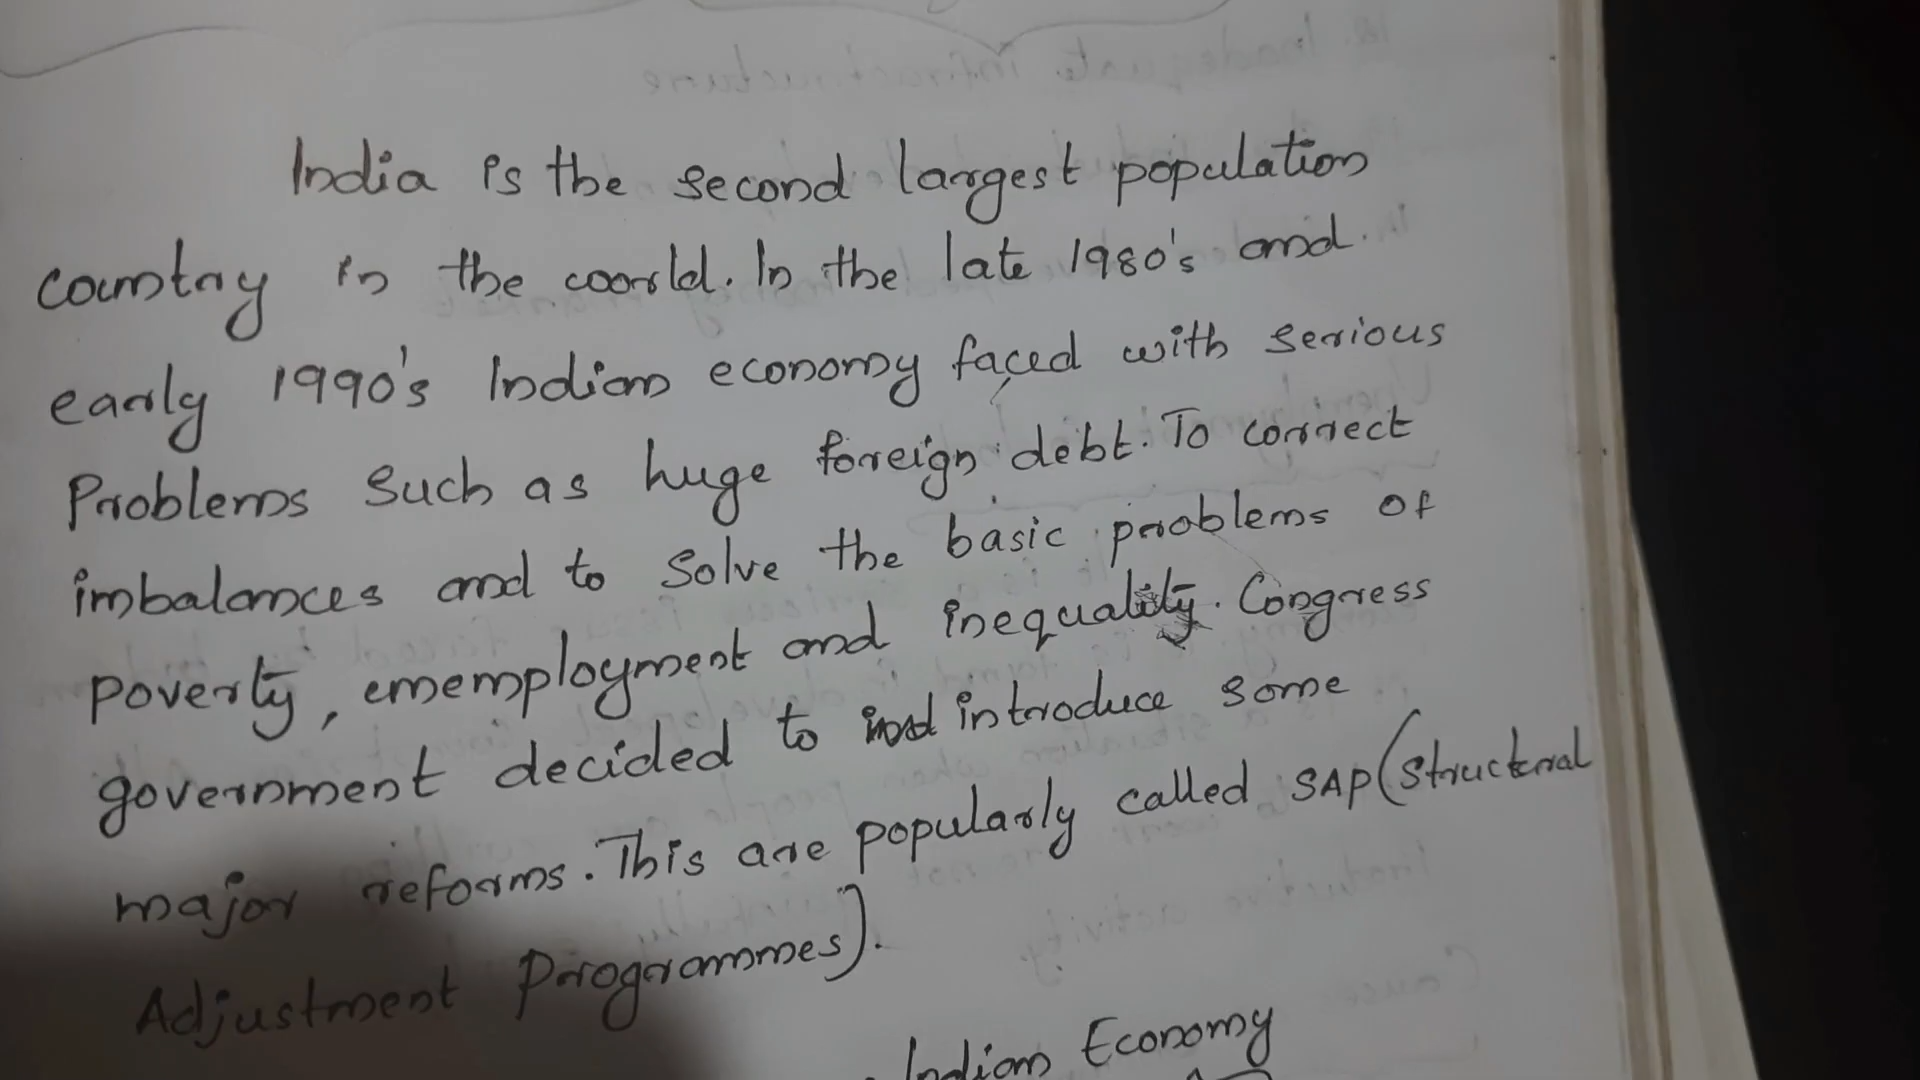 India is the second largest population
country in the world. In the late 1980's and
early 1990's Indian economy faced with serious
Problems such as huge foreign debt. To correct
imbalances and to solve the basic problems of
poverty, unemployment and inequality. Congress
government decided to introduce some
major reforms. This are popularly called SAP (Structural
Adjustment Programmes).
Indian Economy